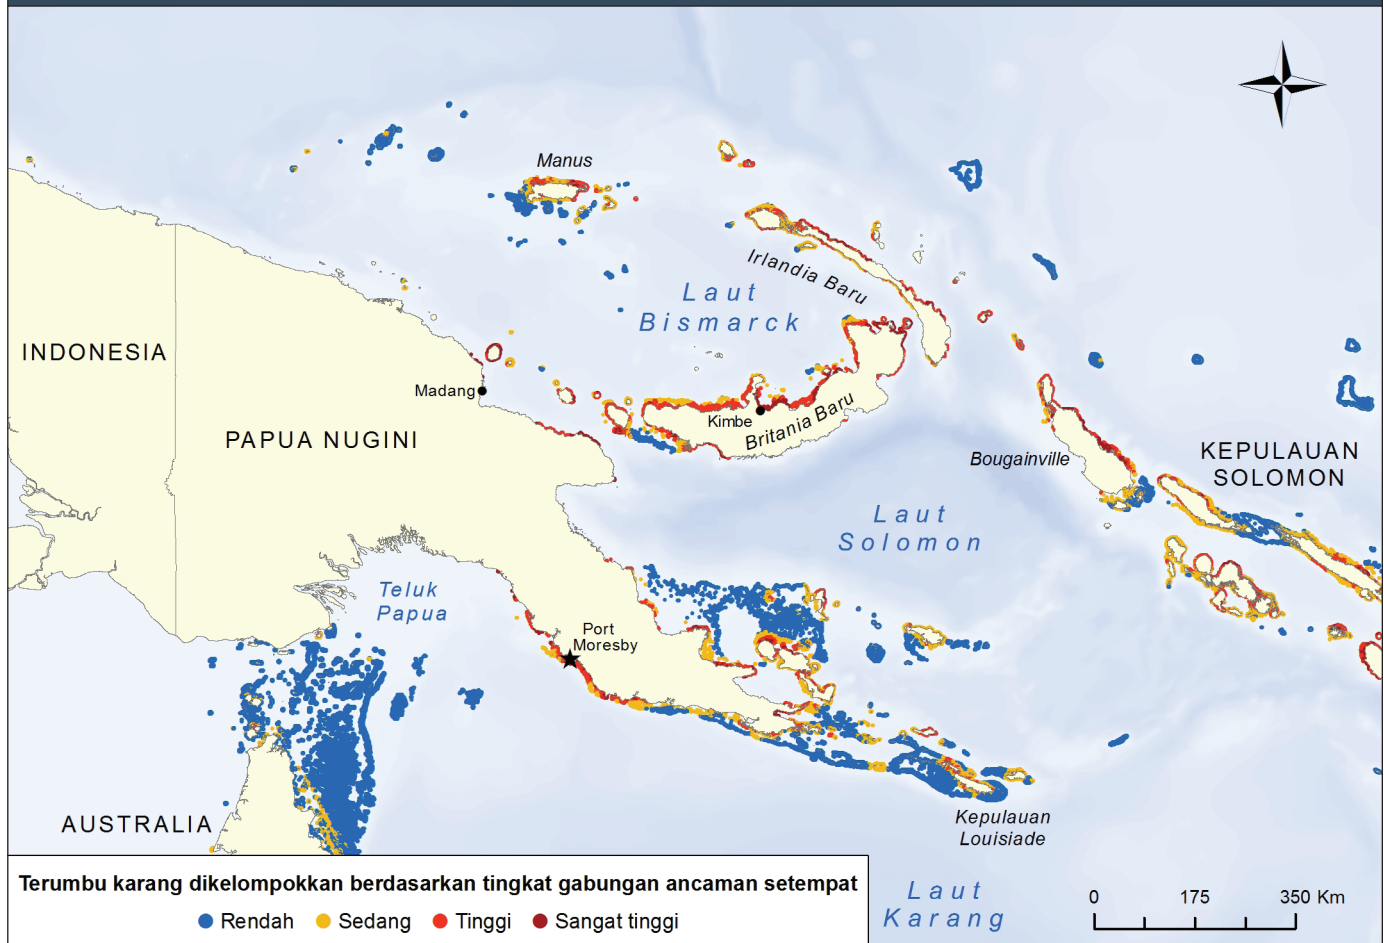 Manus
Irlandia Baru
Laut
Bismarck
INDONESIA
Madang
PAPUA NUGINI
Kimbe
Britania Baru
Bougainville
KEPULAUAN
SOLOMON
Laut
Solomon
Teluk
Papua
Port
Moresby
AUSTRALIA
Kepulauan
Louisiade
Laut
Karang
0 175 350 Km
Terumbu karang dikelompokkan berdasarkan tingkat gabungan ancaman setempat
Rendah Sedang Tinggi Sangat tinggi